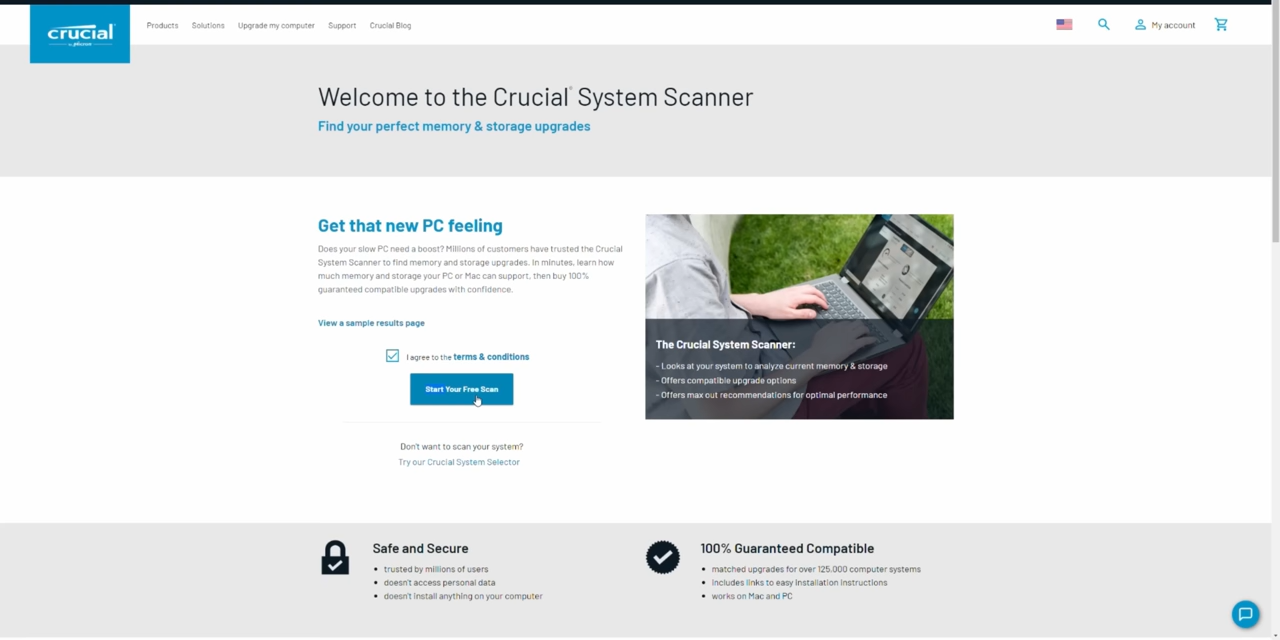 crucial
Products Solutions Upgrade my computer Support Crucial Blog
My account
Welcome to the Crucial® System Scanner
Find your perfect memory & storage upgrades
Get that new PC feeling
Does your slow PC need a boost? Millions of customers have trusted the Crucial
System Scanner to find memory and storage upgrades. In minutes, learn how
much memory and storage your PC or Mac can support, then buy 100%
guaranteed compatible upgrades with confidence.
View a sample results page
I agree to the terms & conditions
Start Your Free Scan
Don't want to scan your system?
Try our Crucial System Selector
The Crucial System Scanner:
- Looks at your system to analyze current memory & storage
- Offers compatible upgrade options
- Offers max out recommendations for optimal performance
Safe and Secure
• trusted by millions of users
• doesn't access personal data
• doesn't install anything on your computer
100% Guaranteed Compatible
• matched upgrades for over 125,000 computer systems
• includes links to easy installation instructions
• works on Mac and PC